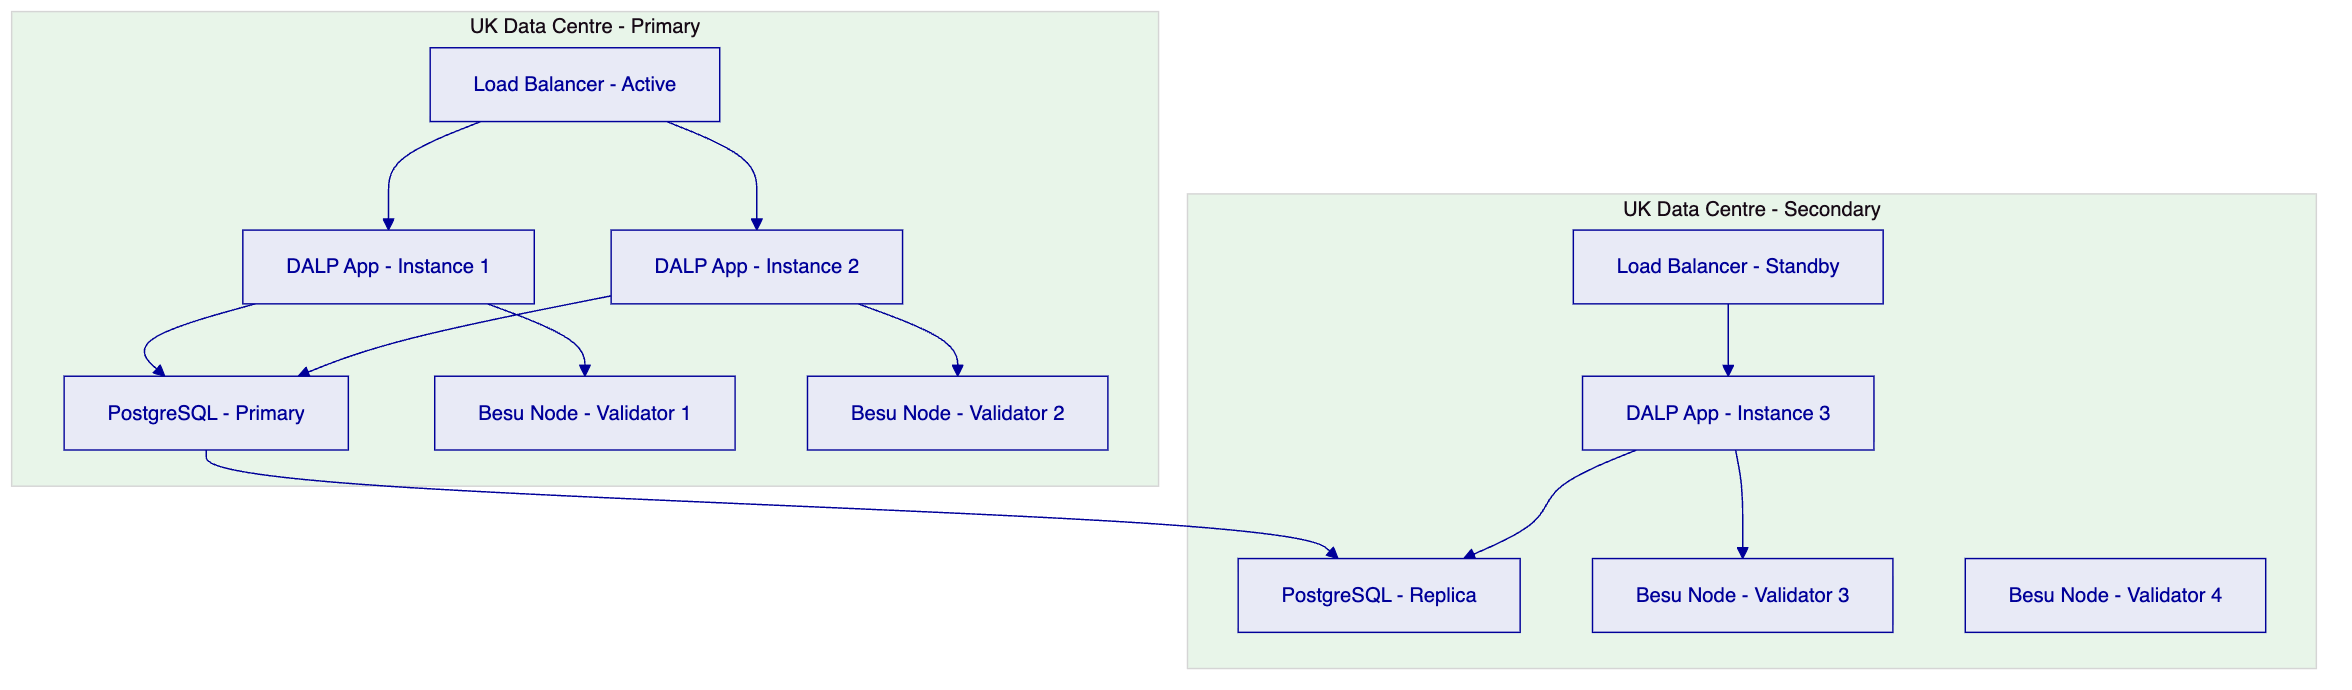 UK Data Centre - Primary
Load Balancer - Active
DALP App - Instance 1
DALP App - Instance 2
PostgreSQL - Primary
Besu Node - Validator 1
Besu Node - Validator 2
UK Data Centre - Secondary
Load Balancer - Standby
DALP App - Instance 3
PostgreSQL - Replica
Besu Node - Validator 3
Besu Node - Validator 4